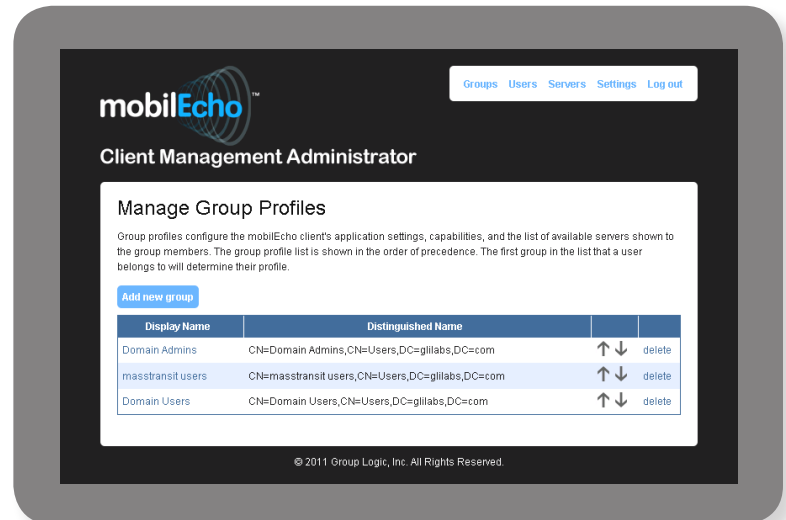 Groups Users Servers Settings Log out
mobilEcho™
Client Management Administrator
Manage Group Profiles
Group profiles configure the mobilEcho client's application settings, capabilities, and the list of available servers shown to
the group members. The group profile list is shown in the order of precedence. The first group in the list that a user
belongs to will determine their profile.
Add new group
Display Name Distinguished Name
Domain Admins CN=Domain Admins,CN=Users,DC=glilabs,DC=com delete
masstransit users CN=masstransit users,CN=Users,DC=glilabs,DC=com delete
Domain Users CN=Domain Users,CN=Users,DC=glilabs,DC=com delete
© 2011 Group Logic, Inc. All Rights Reserved.